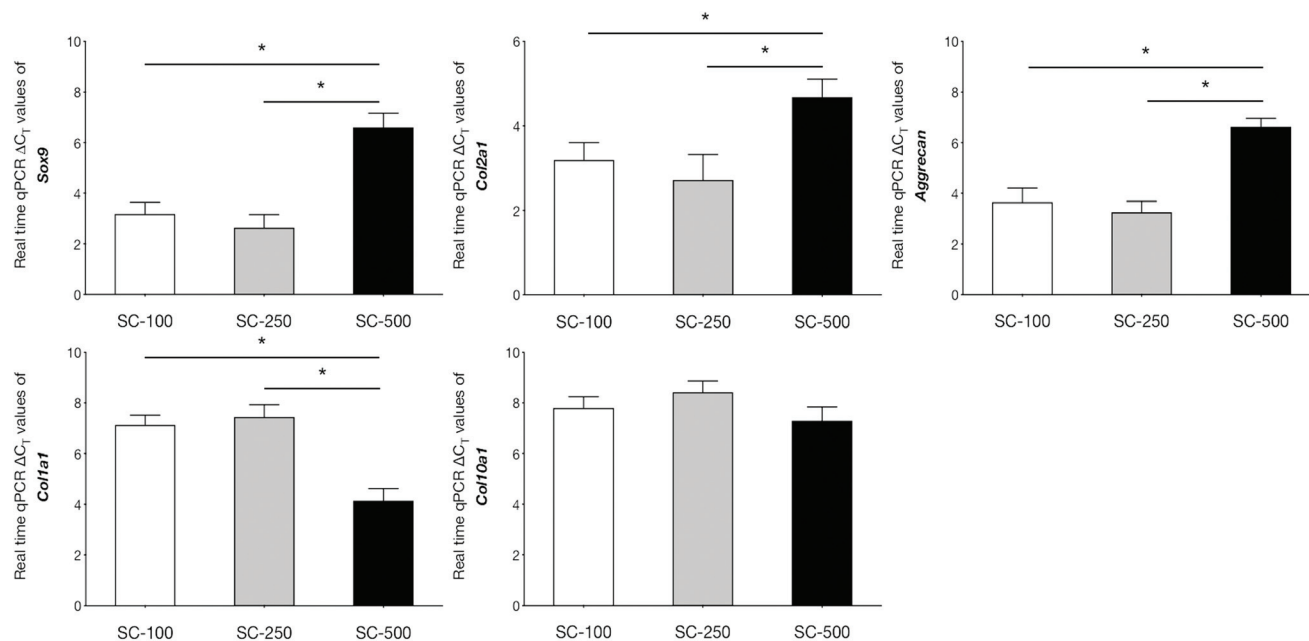 Real time qPCR ΔCT values of
Sox9
10
8
6
4
2
0
*
*
SC-100 SC-250 SC-500
Real time qPCR ΔCT values of
Col2a1
6
4
2
0
*
*
SC-100 SC-250 SC-500
Real time qPCR ΔCT values of
Aggrecan
10
8
6
4
2
0
*
*
SC-100 SC-250 SC-500
Real time qPCR ΔCT values of
Col1a1
10
8
6
4
2
0
*
*
SC-100 SC-250 SC-500
Real time qPCR ΔCT values of
Col10a1
10
8
6
4
2
0
SC-100 SC-250 SC-500